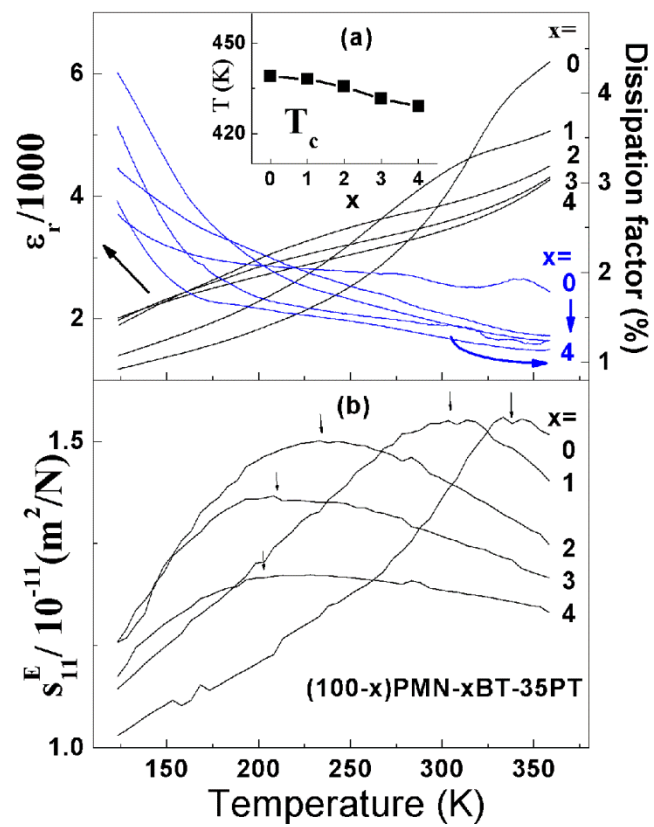 450
(a)
x=
6
T (K)
0
4
420
T_c
1
ε_r/1000
0 1 2 3 4
2
4
x
3
3
4
x=
2
0
2
4
1
Dissipation factor (%)
(b)
x=
1.5
0
1
2
s_11^E / 10^-11 (m^2/N)
3
4
(100-x)PMN-xBT-35PT
1.0
150 200 250 300 350
Temperature (K)